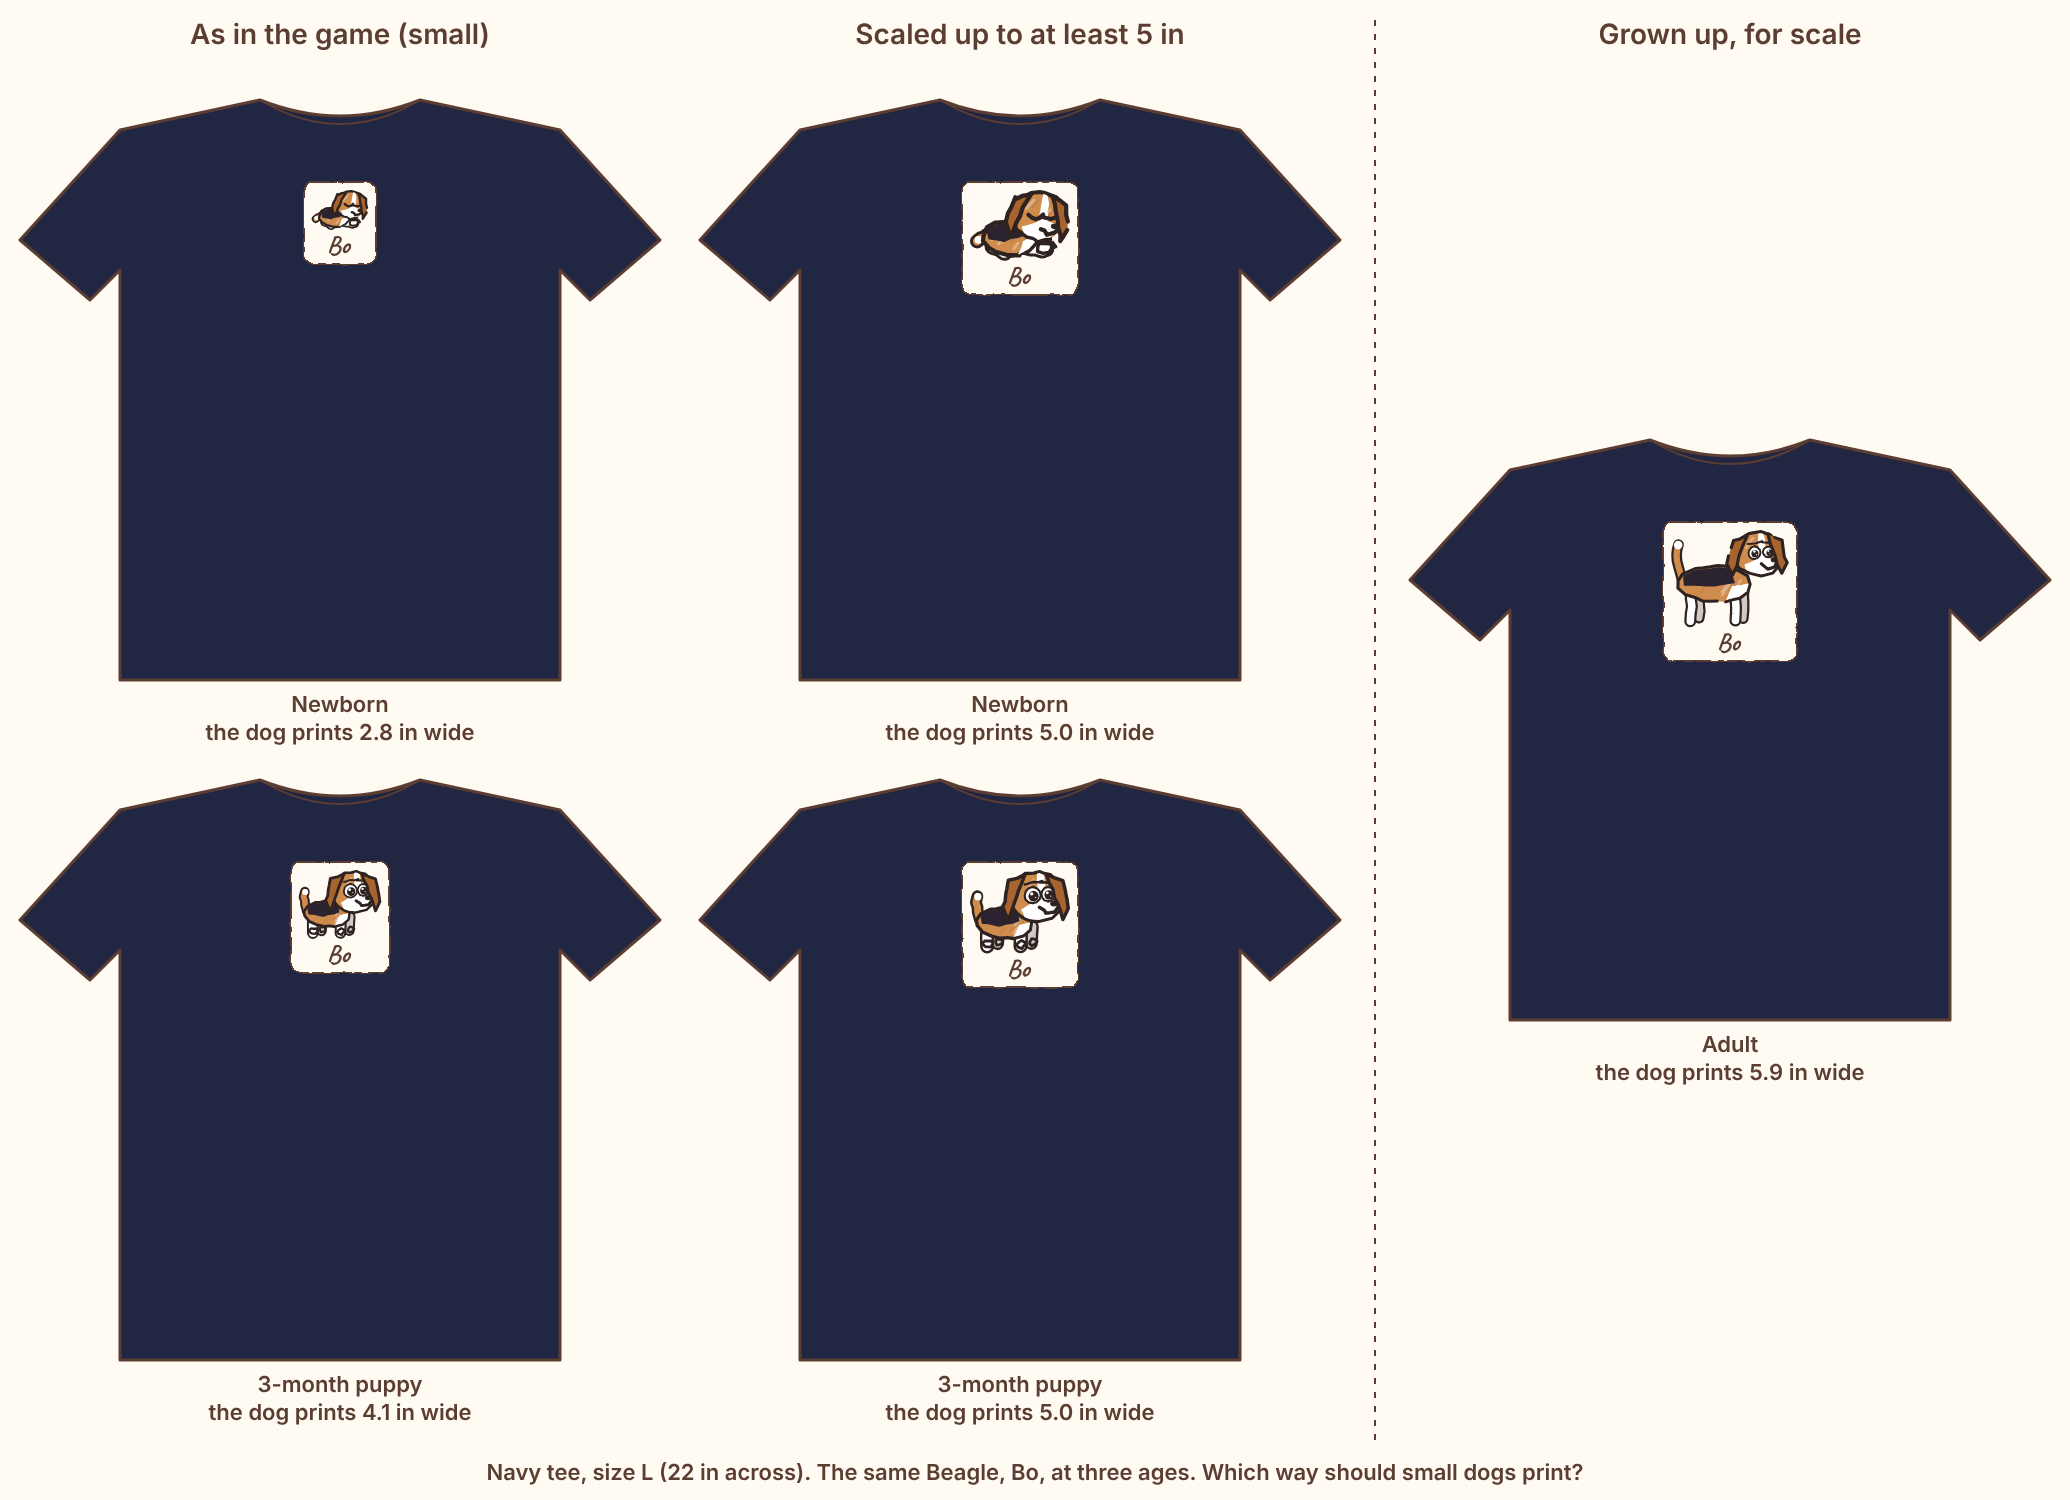 As in the game (small)
Scaled up to at least 5 in
Grown up, for scale
Bo
Bo
Newborn
the dog prints 2.8 in wide
Newborn
the dog prints 5.0 in wide
Bo
Adult
the dog prints 5.9 in wide
Bo
Bo
3-month puppy
the dog prints 4.1 in wide
3-month puppy
the dog prints 5.0 in wide
Navy tee, size L (22 in across). The same Beagle, Bo, at three ages. Which way should small dogs print?